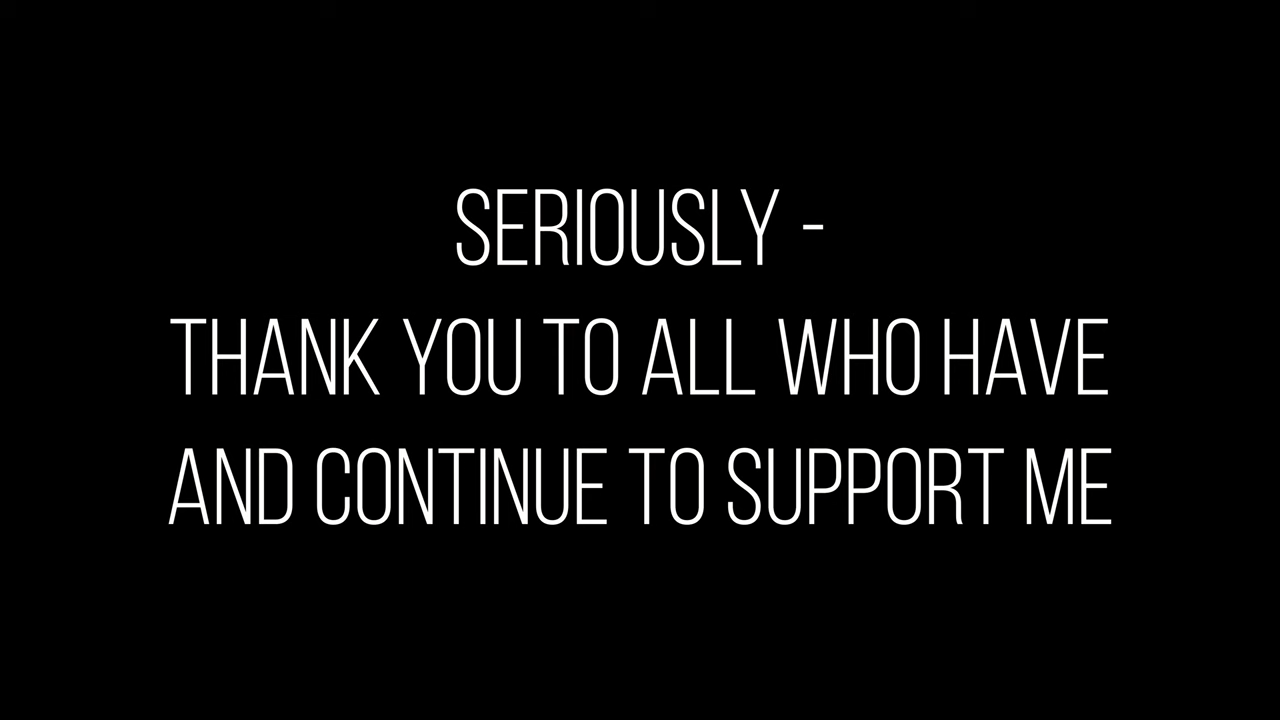 SERIOUSLY -
THANK YOU TO ALL WHO HAVE
AND CONTINUE TO SUPPORT ME